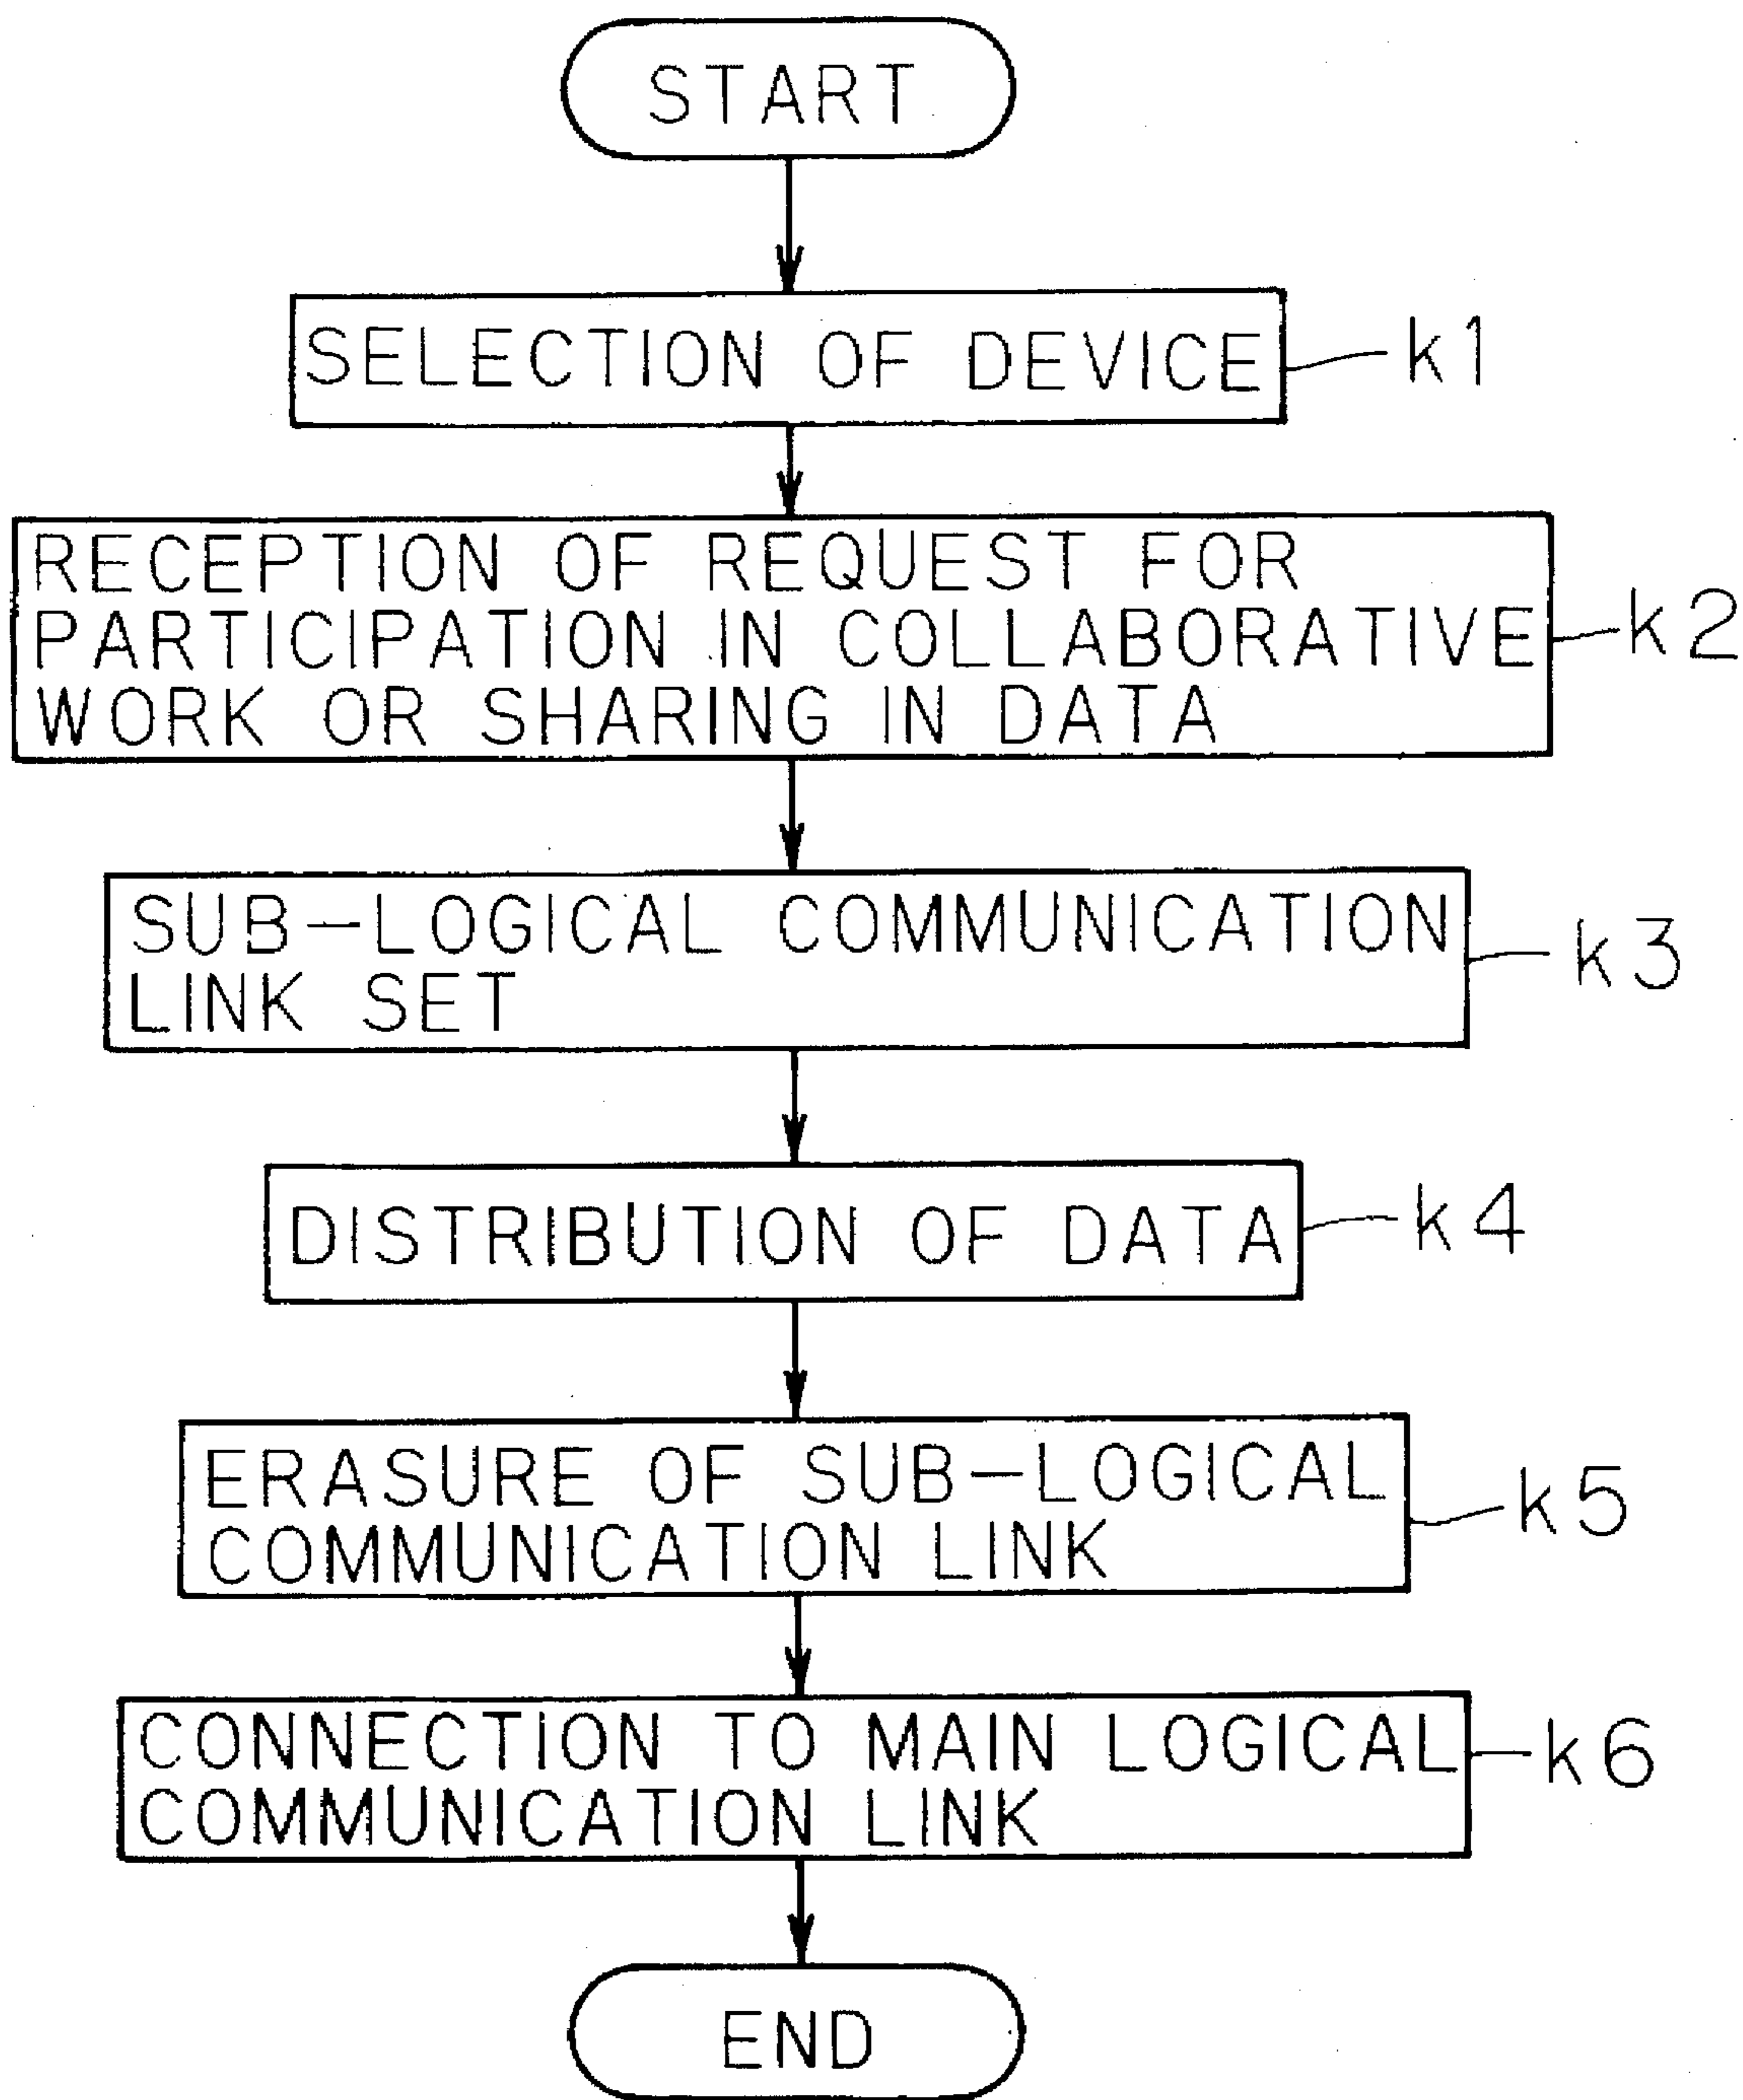 START
SELECTION OF DEVICE
k1
RECEPTION OF REQUEST FOR
PARTICIPATION IN COLLABORATIVE
WORK OR SHARING IN DATA
k2
SUB-LOGICAL COMMUNICATION
LINK SET
k3
DISTRIBUTION OF DATA
k4
ERASURE OF SUB-LOGICAL
COMMUNICATION LINK
k5
CONNECTION TO MAIN LOGICAL
COMMUNICATION LINK
k6
END